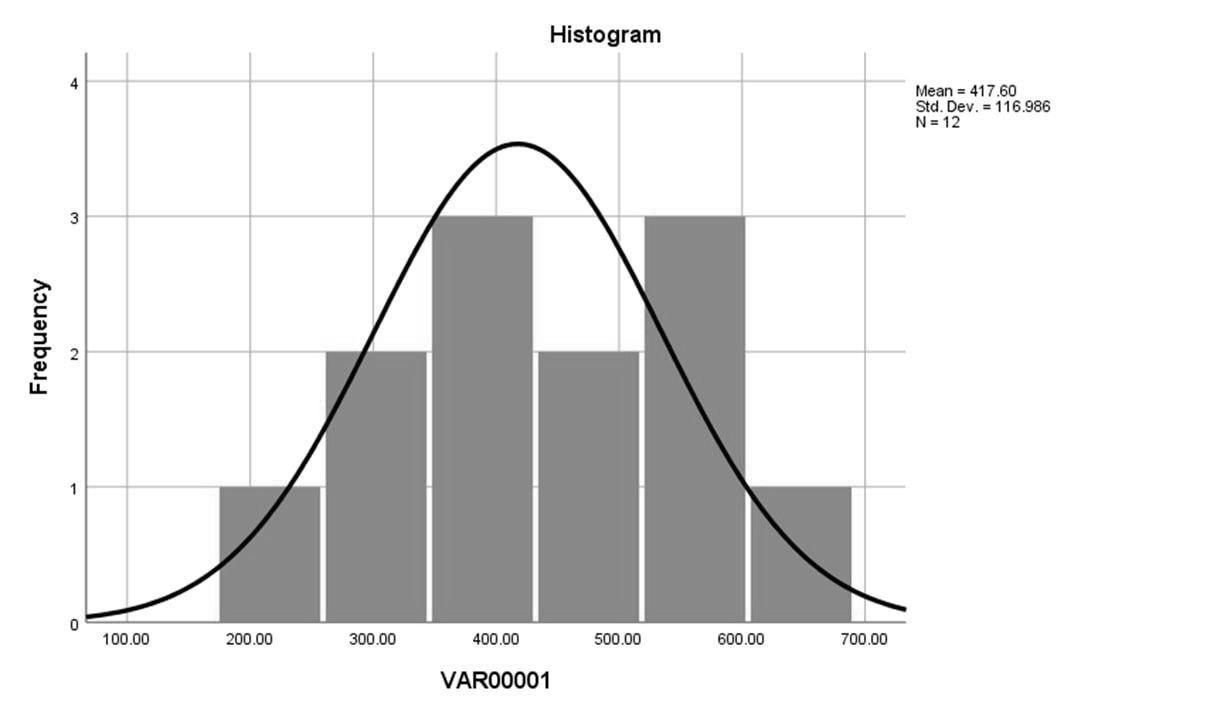 Histogram
Mean = 417.60
Std. Dev. = 116.986
N = 12
4
3
2
1
0
Frequency
100.00 200.00 300.00 400.00 500.00 600.00 700.00
VAR00001